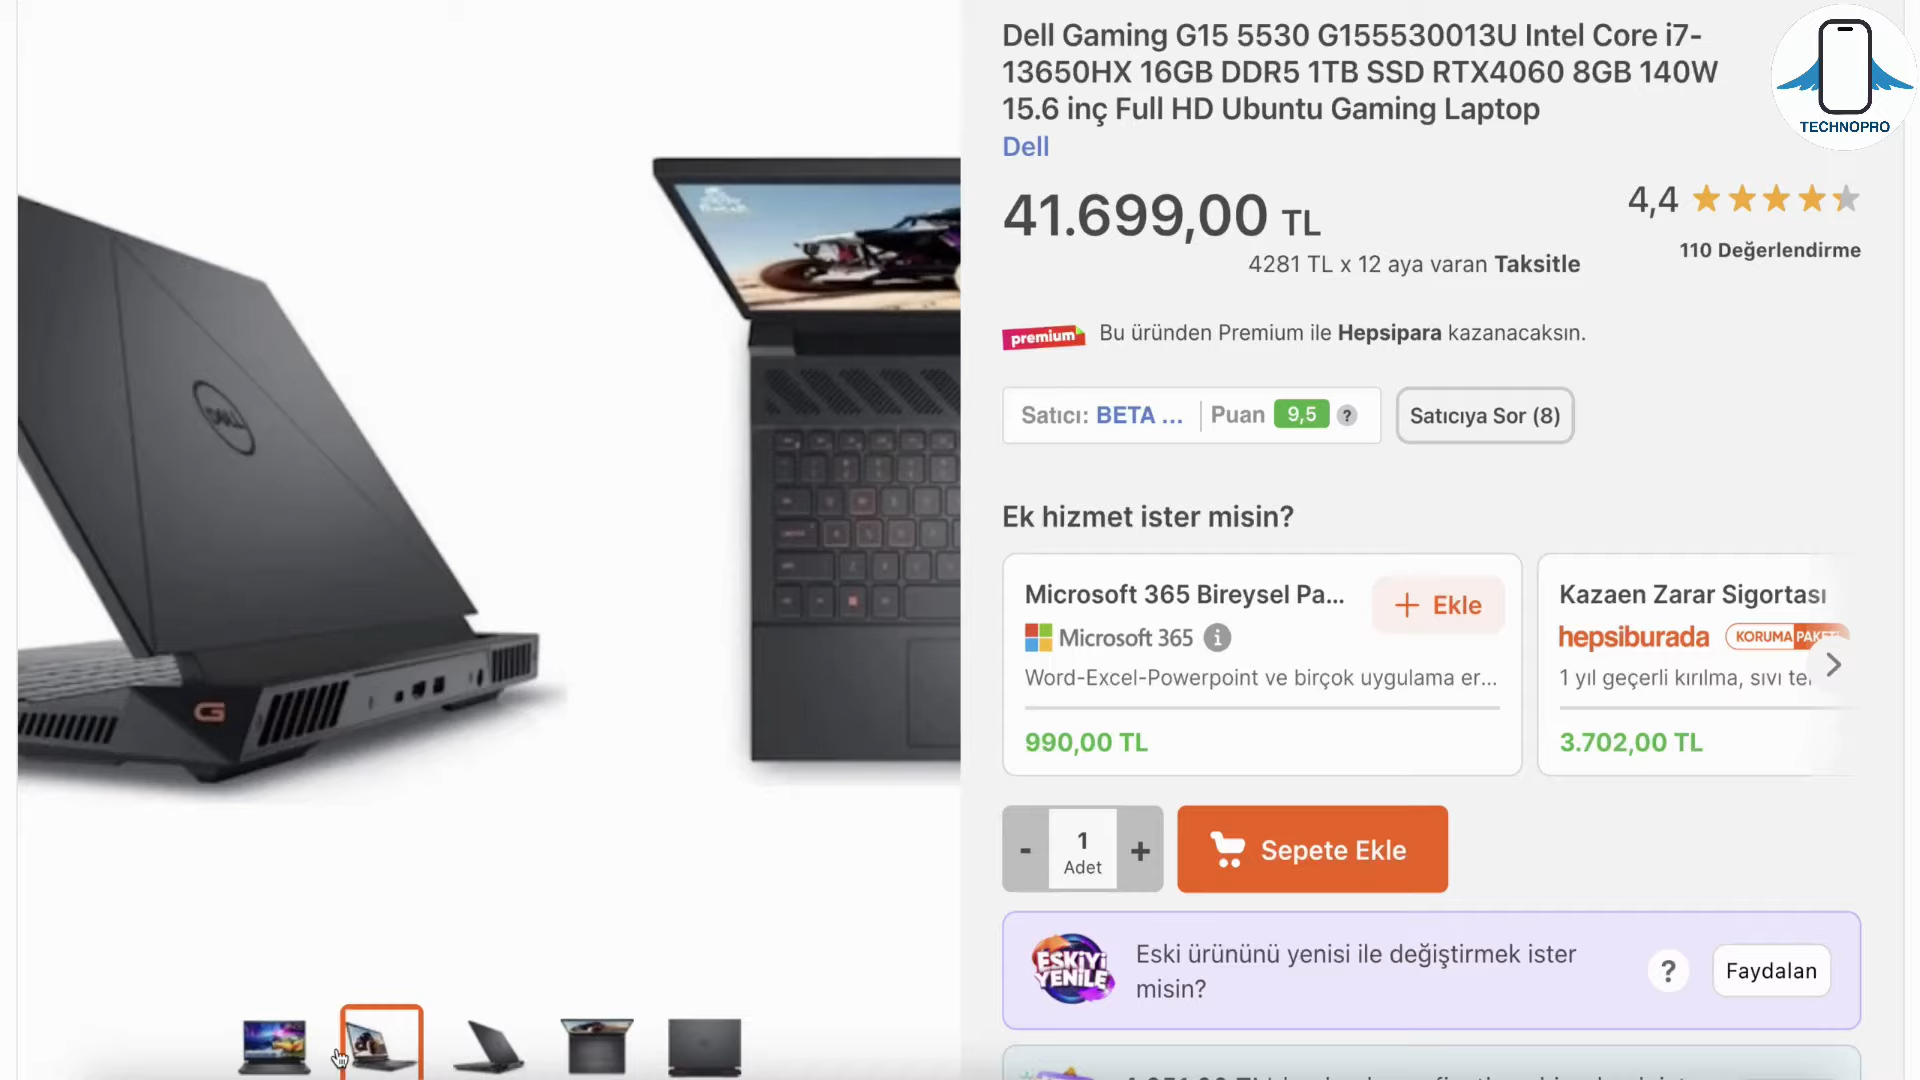 Dell Gaming G15 5530 G155530013U Intel Core i7-
13650HX 16GB DDR5 1TB SSD RTX4060 8GB 140W
15.6 inç Full HD Ubuntu Gaming Laptop
TECHNOPRO
Dell
41.699,00 TL
4,4
4281 TL x 12 aya varan Taksitle
110 Değerlendirme
premium Bu üründen Premium ile Hepsipara kazanacaksın.
Satıcı: BETA ... Puan 9,5 ?
Satıcıya Sor (8)
DELL
G
Ek hizmet ister misin?
Microsoft 365 Bireysel Pa...
+ Ekle
Microsoft 365 i
Word-Excel-Powerpoint ve birçok uygulama er...
990,00 TL
Kazaen Zarar Sigortası
hepsiburada KORUMA PAKETİ
1 yıl geçerli kırılma, sıvı te
3.702,00 TL
- 1 +
Adet
Sepete Ekle
ESKİYİ
YENİLE
Eski ürününü yenisi ile değiştirmek ister
misin?
?
Faydalan